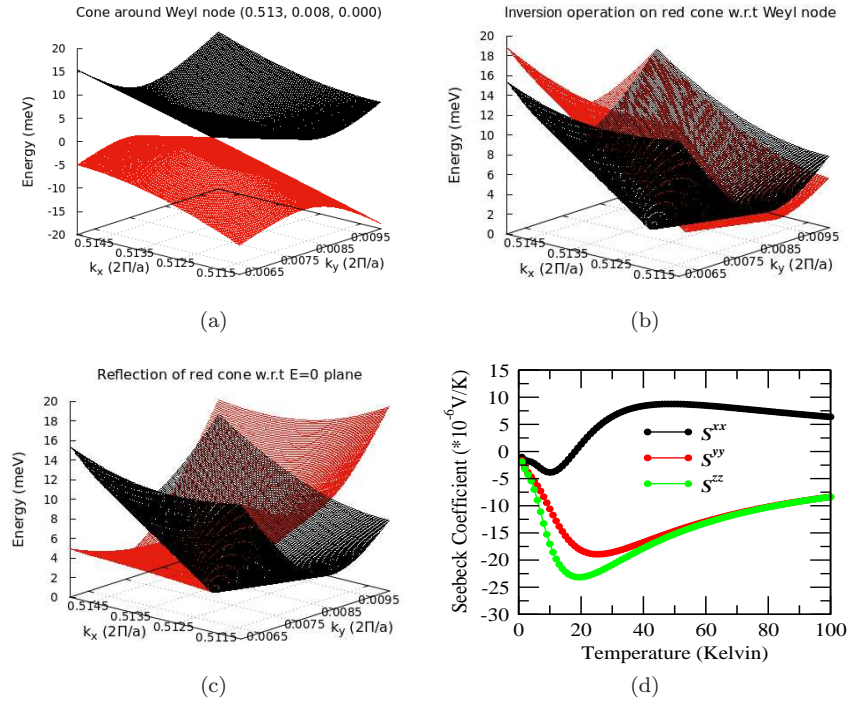 Cone around Weyl node (0.513, 0.008, 0.000)
Energy (meV)
20
15
10
5
0
-5
-10
-15
-20
0.5145
0.5135
0.5125
0.5115
k_x (2Π/a)
0.0065
0.0075
0.0085
0.0095
k_y (2Π/a)
(a)
Inversion operation on red cone w.r.t Weyl node
Energy (meV)
20
18
16
14
12
10
8
6
4
2
0
0.5145
0.5135
0.5125
0.5115
k_x (2Π/a)
0.0065
0.0075
0.0085
0.0095
k_y (2Π/a)
(b)
Reflection of red cone w.r.t E=0 plane
Energy (meV)
20
18
16
14
12
10
8
6
4
2
0
0.5145
0.5135
0.5125
0.5115
k_x (2Π/a)
0.0065
0.0075
0.0085
0.0095
k_y (2Π/a)
(c)
Seebeck Coefficient (*10^-6V/K)
15
10
5
0
-5
-10
-15
-20
-25
-30
S^xx
S^yy
S^zz
0 20 40 60 80 100
Temperature (Kelvin)
(d)